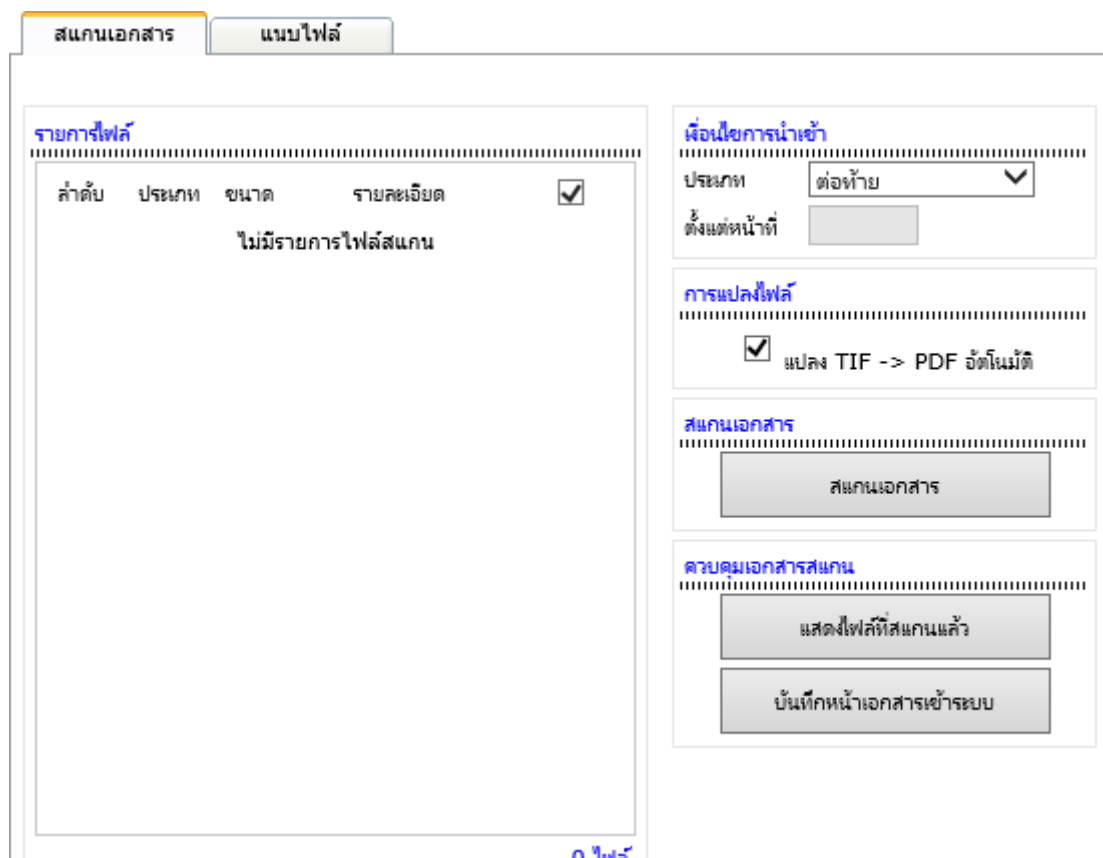 สแกนเอกสาร แนบไฟล์
รายการไฟล์
ลำดับ ประเภท ขนาด รายละเอียด
ไม่มีรายการไฟล์สแกน
0 ไฟล์
เงื่อนไขการนำเข้า
ประเภท ต่อท้าย
ตั้งแต่หน้าที่
การแปลงไฟล์
แปลง TIF -> PDF อัตโนมัติ
สแกนเอกสาร
สแกนเอกสาร
ควบคุมเอกสารสแกน
แสดงไฟล์ที่สแกนแล้ว
บันทึกหน้าเอกสารเข้าระบบ